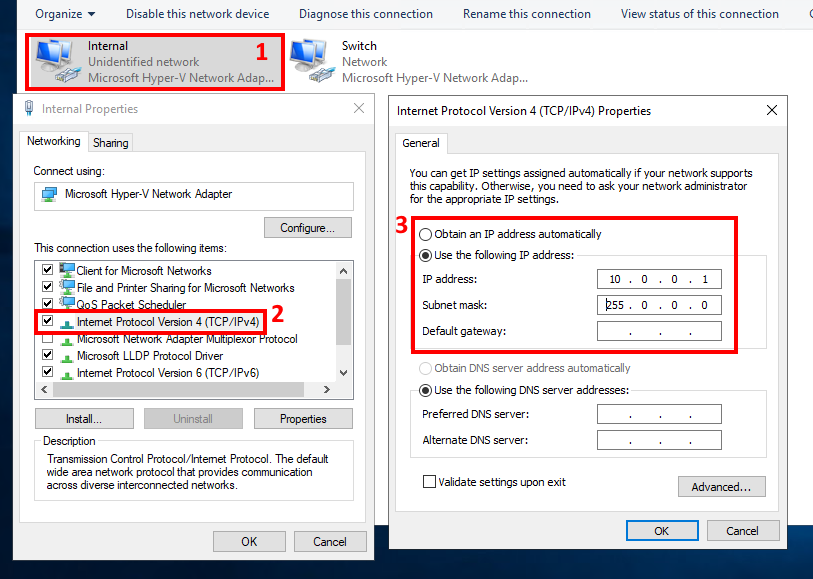 Organize Disable this network device Diagnose this connection Rename this connection View status of this connection
Internal
Unidentified network
Microsoft Hyper-V Network Adap...
1
Switch
Network
Microsoft Hyper-V Network Adap...
Internal Properties
Networking Sharing
Connect using:
Microsoft Hyper-V Network Adapter
Configure...
This connection uses the following items:
Client for Microsoft Networks
File and Printer Sharing for Microsoft Networks
QoS Packet Scheduler
Internet Protocol Version 4 (TCP/IPv4)
2
Microsoft Network Adapter Multiplexor Protocol
Microsoft LLDP Protocol Driver
Internet Protocol Version 6 (TCP/IPv6)
Install... Uninstall Properties
Description
Transmission Control Protocol/Internet Protocol. The default
wide area network protocol that provides communication
across diverse interconnected networks.
OK Cancel
Internet Protocol Version 4 (TCP/IPv4) Properties
General
You can get IP settings assigned automatically if your network supports
this capability. Otherwise, you need to ask your network administrator
for the appropriate IP settings.
3
Obtain an IP address automatically
Use the following IP address:
IP address: 10 . 0 . 0 . 1
Subnet mask: 255 . 0 . 0 . 0
Default gateway: . . .
Obtain DNS server address automatically
Use the following DNS server addresses:
Preferred DNS server: . . .
Alternate DNS server: . . .
Validate settings upon exit
Advanced...
OK Cancel